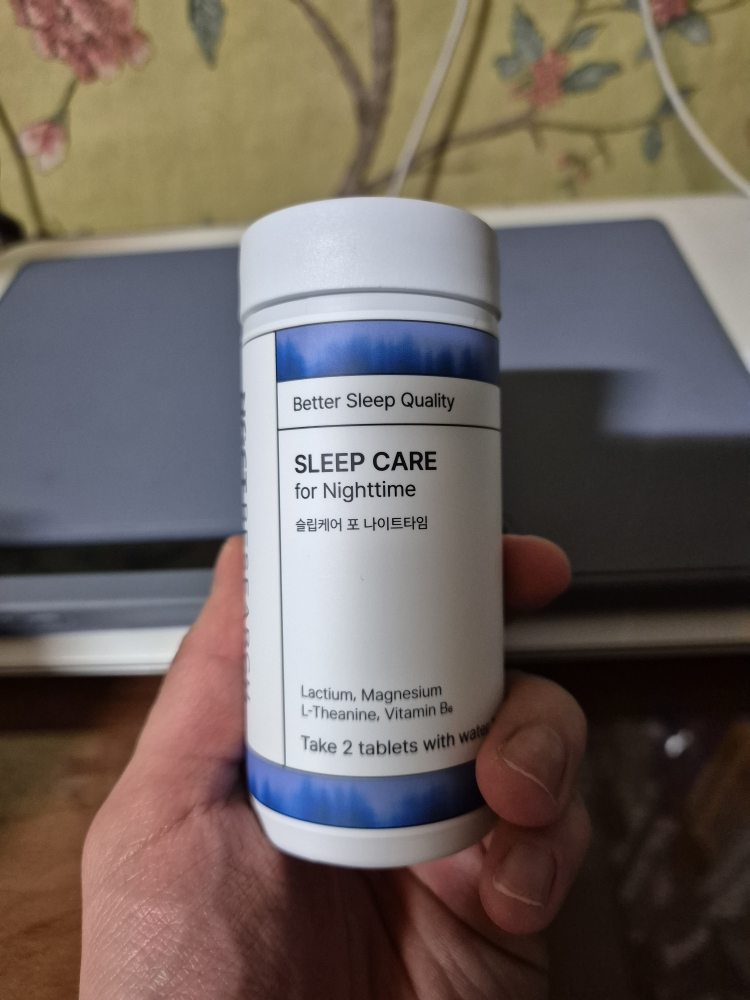 Better Sleep Quality
SLEEP CARE
for Nighttime
슬립케어 포 나이트타임
Lactium, Magnesium
L-Theanine, Vitamin B₆
Take 2 tablets with water